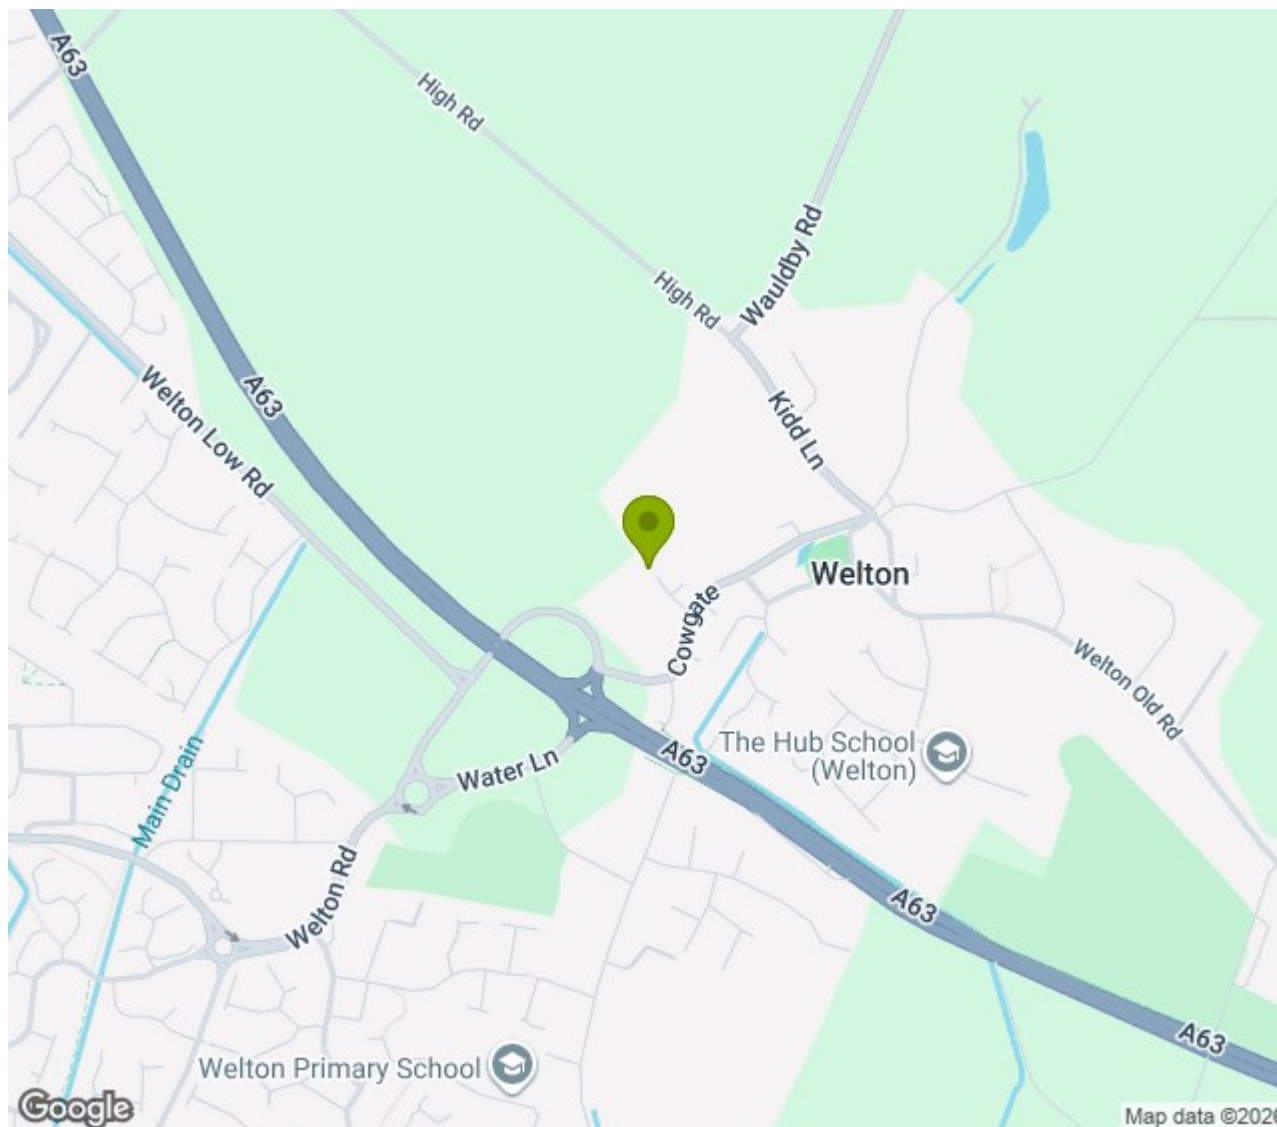 A63
High Rd
Wauldby Rd
High Rd
A63
Welton Low Rd
Kidd Ln
Welton
Cowgate
Welton Old Rd
The Hub School
(Welton)
A63
Water Ln
Main Drain
Welton Rd
A63
A63
Welton Primary School
Google
Map data ©2026